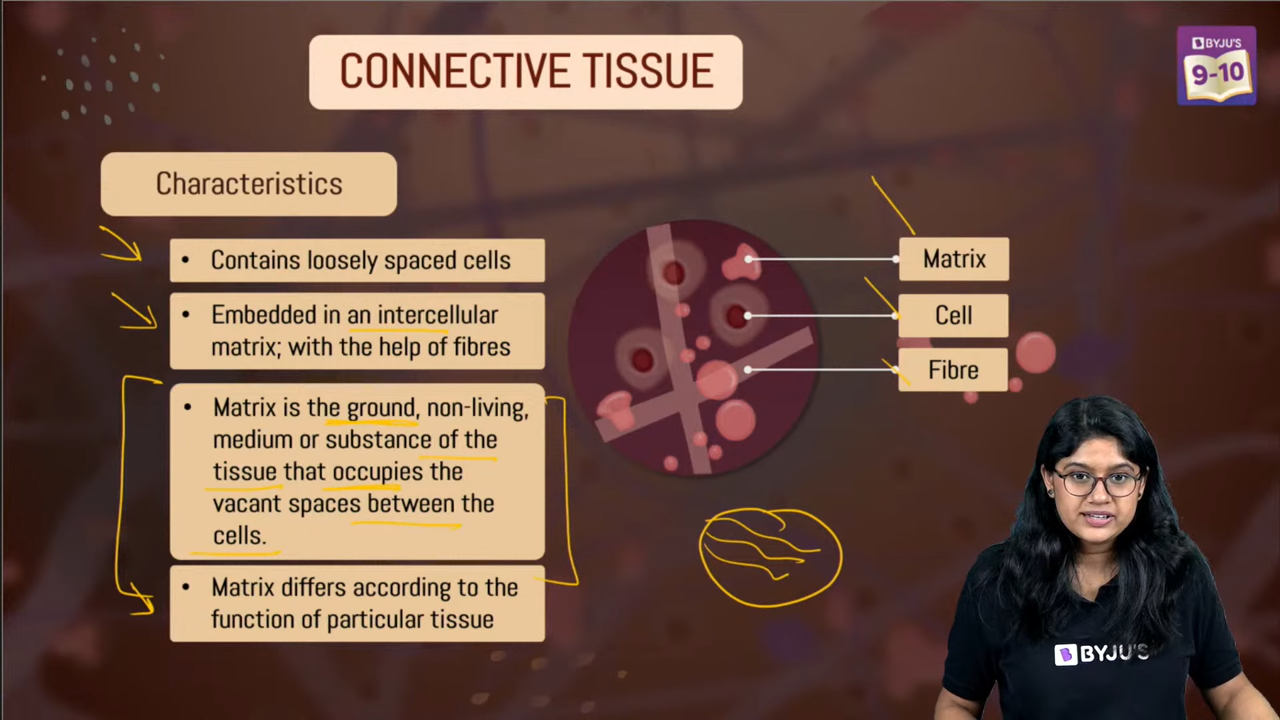 CONNECTIVE TISSUE
BYJU'S
9-10
Characteristics
• Contains loosely spaced cells
• Embedded in an intercellular
matrix; with the help of fibres
• Matrix is the ground, non-living,
medium or substance of the
tissue that occupies the
vacant spaces between the
cells.
• Matrix differs according to the
function of particular tissue
Matrix
Cell
Fibre
BYJU'S